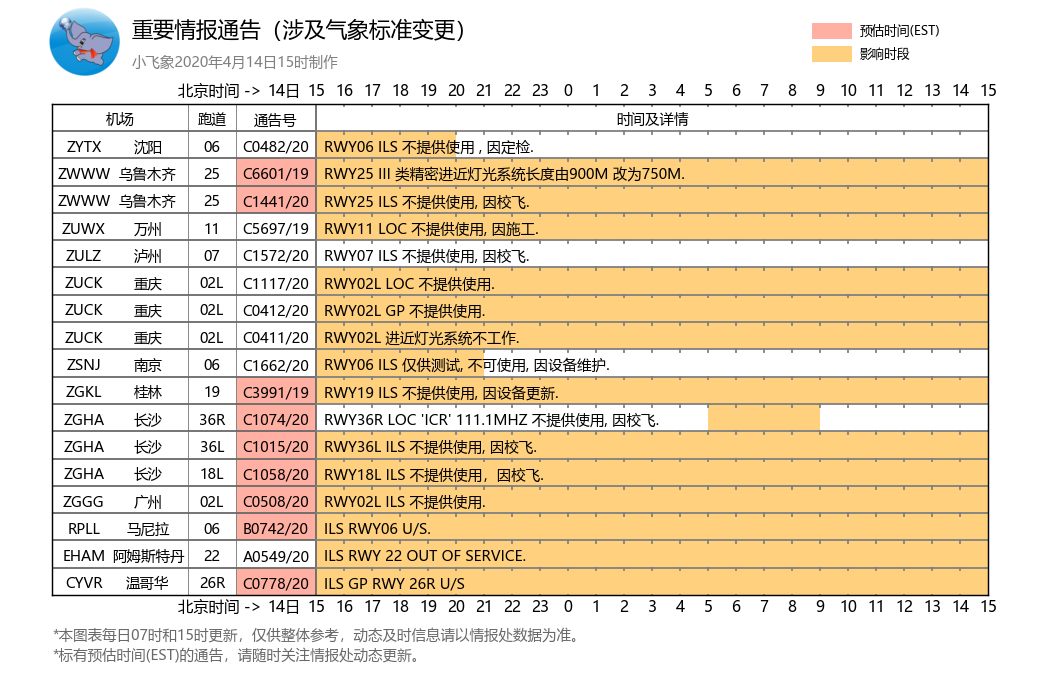 重要情报通告（涉及气象标准变更）
小飞象2020年4月14日15时制作
预估时间(EST)
影响时段
北京时间 -> 14日 15 16 17 18 19 20 21 22 23 0 1 2 3 4 5 6 7 8 9 10 11 12 13 14 15
机场 跑道 通告号 时间及详情
ZYTX 沈阳 06 C0482/20 RWY06 ILS 不提供使用 , 因定检.
ZWWW 乌鲁木齐 25 C6601/19 RWY25 III 类精密进近灯光系统长度由900M 改为750M.
ZWWW 乌鲁木齐 25 C1441/20 RWY25 ILS 不提供使用, 因校飞.
ZUWX 万州 11 C5697/19 RWY11 LOC 不提供使用, 因施工.
ZULZ 泸州 07 C1572/20 RWY07 ILS 不提供使用, 因校飞.
ZUCK 重庆 02L C1117/20 RWY02L LOC 不提供使用.
ZUCK 重庆 02L C0412/20 RWY02L GP 不提供使用.
ZUCK 重庆 02L C0411/20 RWY02L 进近灯光系统不工作.
ZSNJ 南京 06 C1662/20 RWY06 ILS 仅供测试, 不可使用, 因设备维护.
ZGKL 桂林 19 C3991/19 RWY19 ILS 不提供使用, 因设备更新.
ZGHA 长沙 36R C1074/20 RWY36R LOC 'ICR' 111.1MHZ 不提供使用, 因校飞.
ZGHA 长沙 36L C1015/20 RWY36L ILS 不提供使用, 因校飞.
ZGHA 长沙 18L C1058/20 RWY18L ILS 不提供使用，因校飞.
ZGGG 广州 02L C0508/20 RWY02L ILS 不提供使用.
RPLL 马尼拉 06 B0742/20 ILS RWY06 U/S.
EHAM 阿姆斯特丹 22 A0549/20 ILS RWY 22 OUT OF SERVICE.
CYVR 温哥华 26R C0778/20 ILS GP RWY 26R U/S
北京时间 -> 14日 15 16 17 18 19 20 21 22 23 0 1 2 3 4 5 6 7 8 9 10 11 12 13 14 15
*本图表每日07时和15时更新，仅供整体参考，动态及时信息请以情报处数据为准。
*标有预估时间(EST)的通告，请随时关注情报处动态更新。